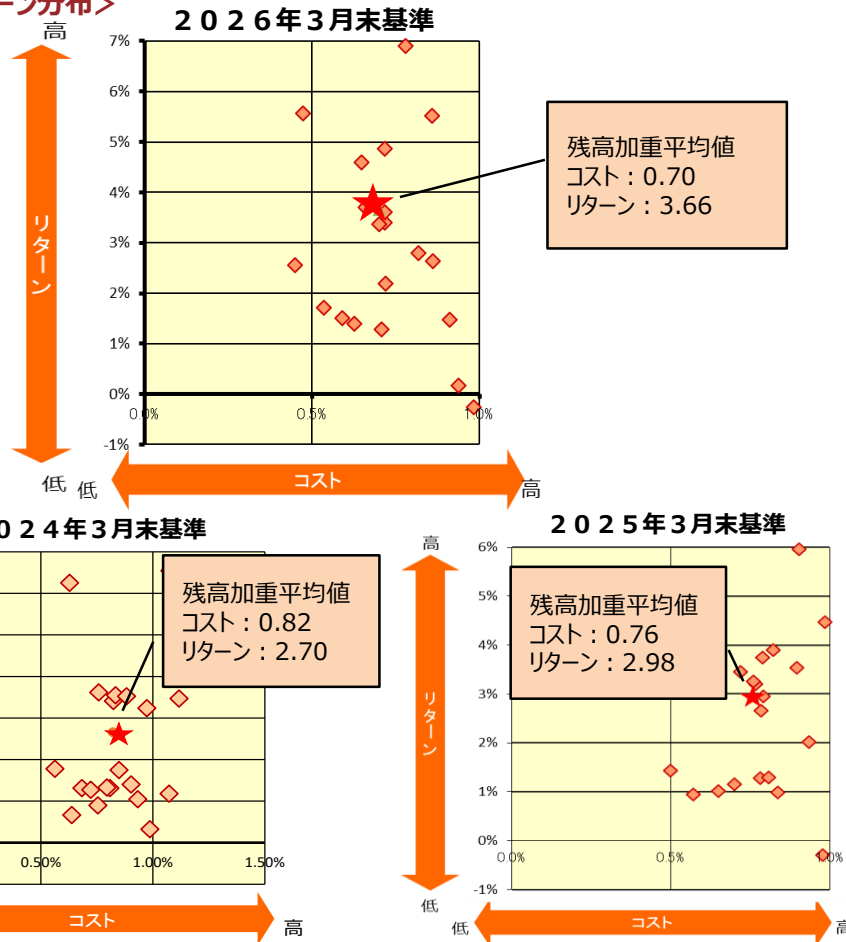 ーン分布＞
２０２６年３月末基準
高
7%
6%
5%
4%
3%
2%
1%
0%
-1%
0.0%
0.5%
1.0%
リターン
残高加重平均値
コスト：0.70
リターン：3.66
低
低
コスト
高
０２４年３月末基準
残高加重平均値
コスト：0.82
リターン：2.70
0.50%
1.00%
1.50%
コスト
高
２０２５年３月末基準
高
6%
5%
4%
3%
2%
1%
0%
-1%
0.0%
0.5%
1.0%
リターン
残高加重平均値
コスト：0.76
リターン：2.98
低
低
コスト
高